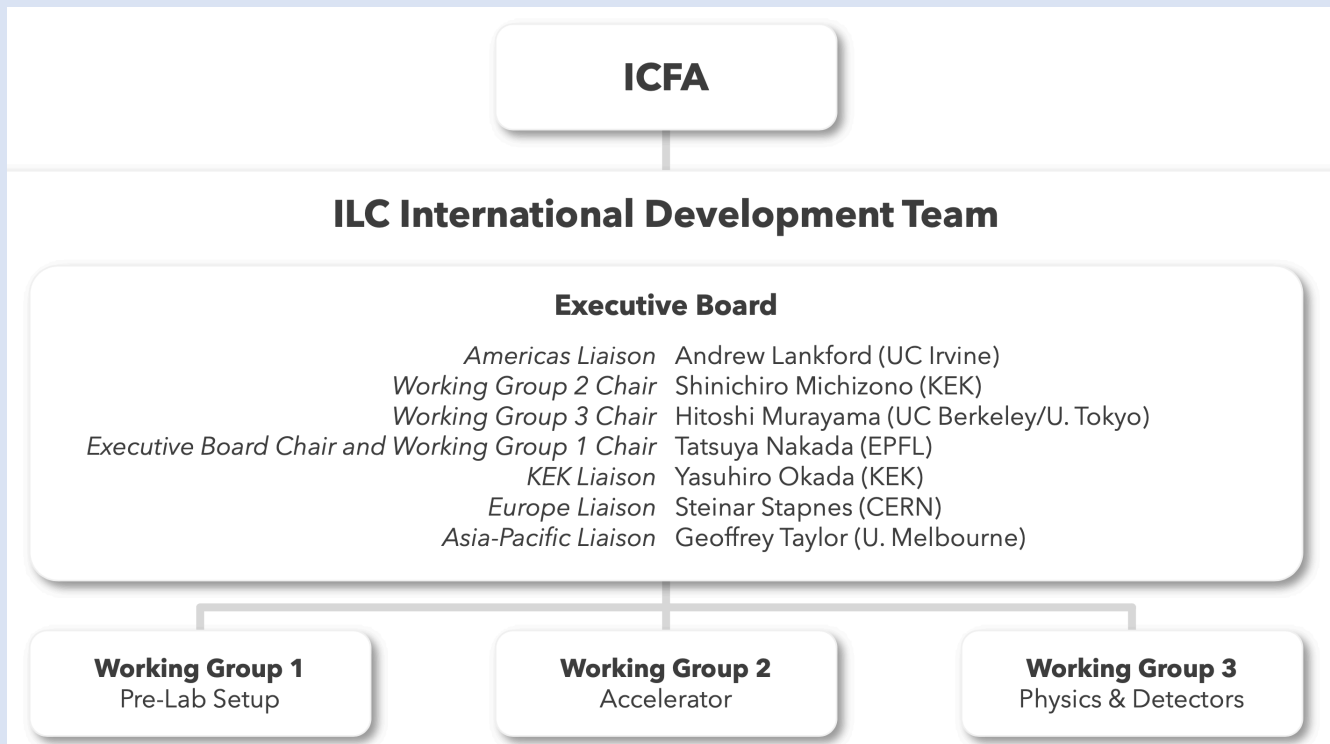 ICFA
ILC International Development Team
Executive Board
Americas Liaison Andrew Lankford (UC Irvine)
Working Group 2 Chair Shinichiro Michizono (KEK)
Working Group 3 Chair Hitoshi Murayama (UC Berkeley/U. Tokyo)
Executive Board Chair and Working Group 1 Chair Tatsuya Nakada (EPFL)
KEK Liaison Yasuhiro Okada (KEK)
Europe Liaison Steinar Stapnes (CERN)
Asia-Pacific Liaison Geoffrey Taylor (U. Melbourne)
Working Group 1
Pre-Lab Setup
Working Group 2
Accelerator
Working Group 3
Physics & Detectors